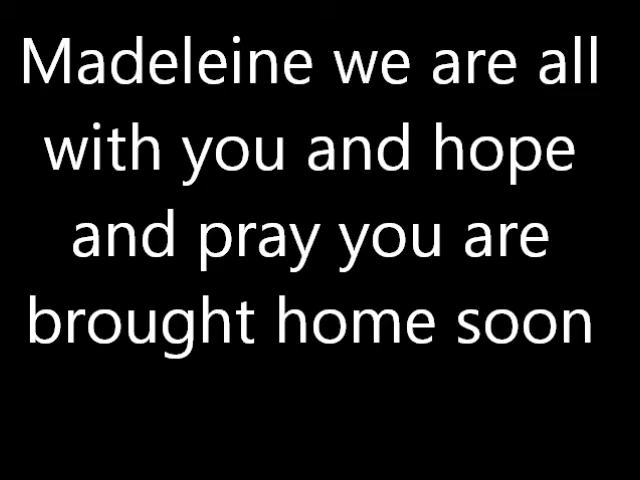 Madeleine we are all
with you and hope
and pray you are
brought home soon